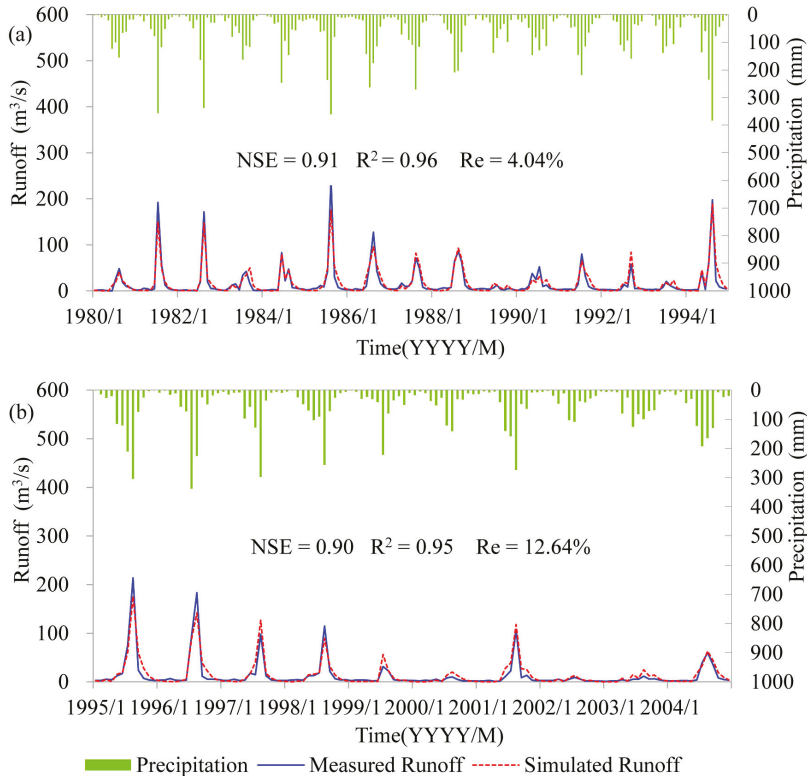 (a)
600
500
400
300
200
100
0
Runoff (m³/s)
0
100
200
300
400
500
600
700
800
900
1000
Precipitation (mm)
NSE = 0.91 R² = 0.96 Re = 4.04%
1980/1 1982/1 1984/1 1986/1 1988/1 1990/1 1992/1 1994/1
Time(YYYY/M)
(b)
600
500
400
300
200
100
0
Runoff (m³/s)
0
100
200
300
400
500
600
700
800
900
1000
Precipitation (mm)
NSE = 0.90 R² = 0.95 Re = 12.64%
1995/1 1996/1 1997/1 1998/1 1999/1 2000/1 2001/1 2002/1 2003/1 2004/1
Time(YYYY/M)
Precipitation Measured Runoff Simulated Runoff